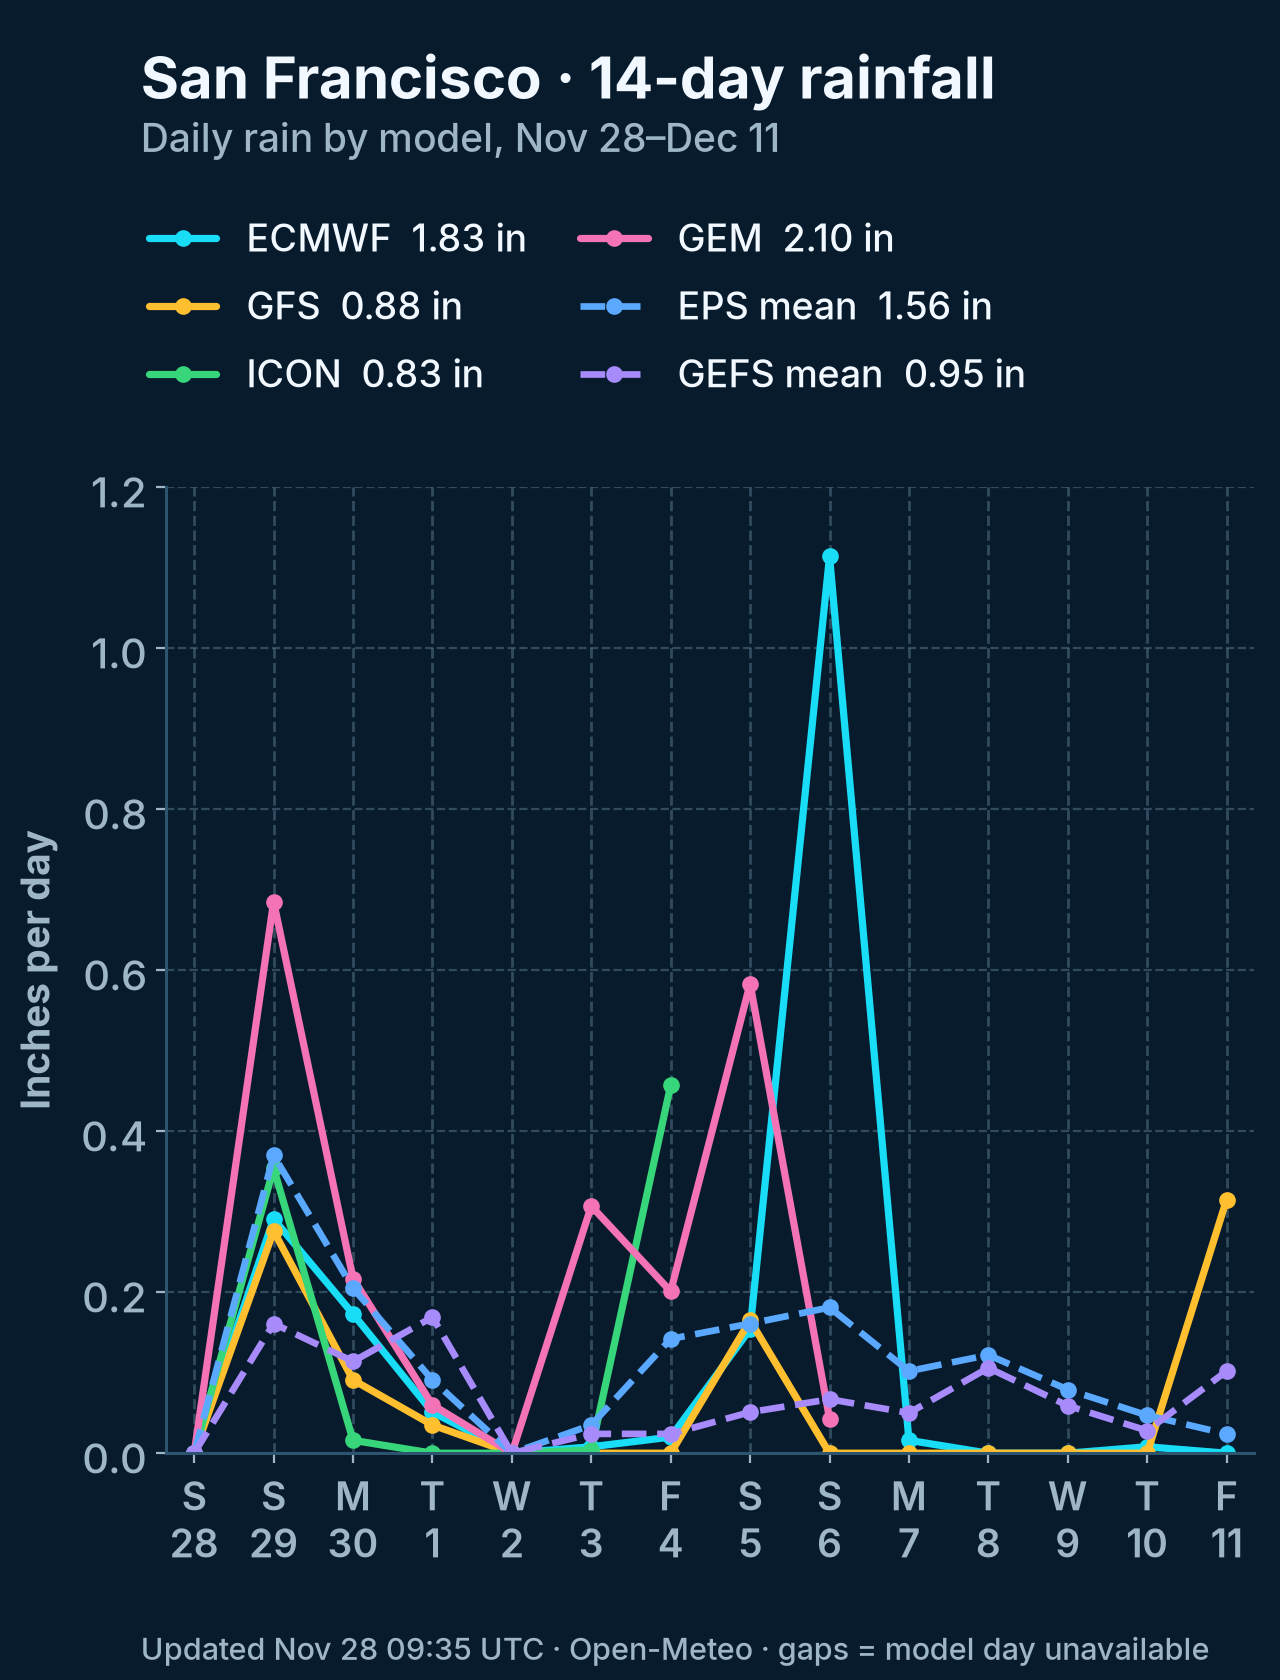 San Francisco · 14-day rainfall
Daily rain by model, Nov 28–Dec 11
ECMWF 1.83 in
GEM 2.10 in
GFS 0.88 in
EPS mean 1.56 in
ICON 0.83 in
GEFS mean 0.95 in
Inches per day
1.2
1.0
0.8
0.6
0.4
0.2
0.0
S S M T W T F S S M T W T F
28 29 30 1 2 3 4 5 6 7 8 9 10 11
Updated Nov 28 09:35 UTC · Open-Meteo · gaps = model day unavailable